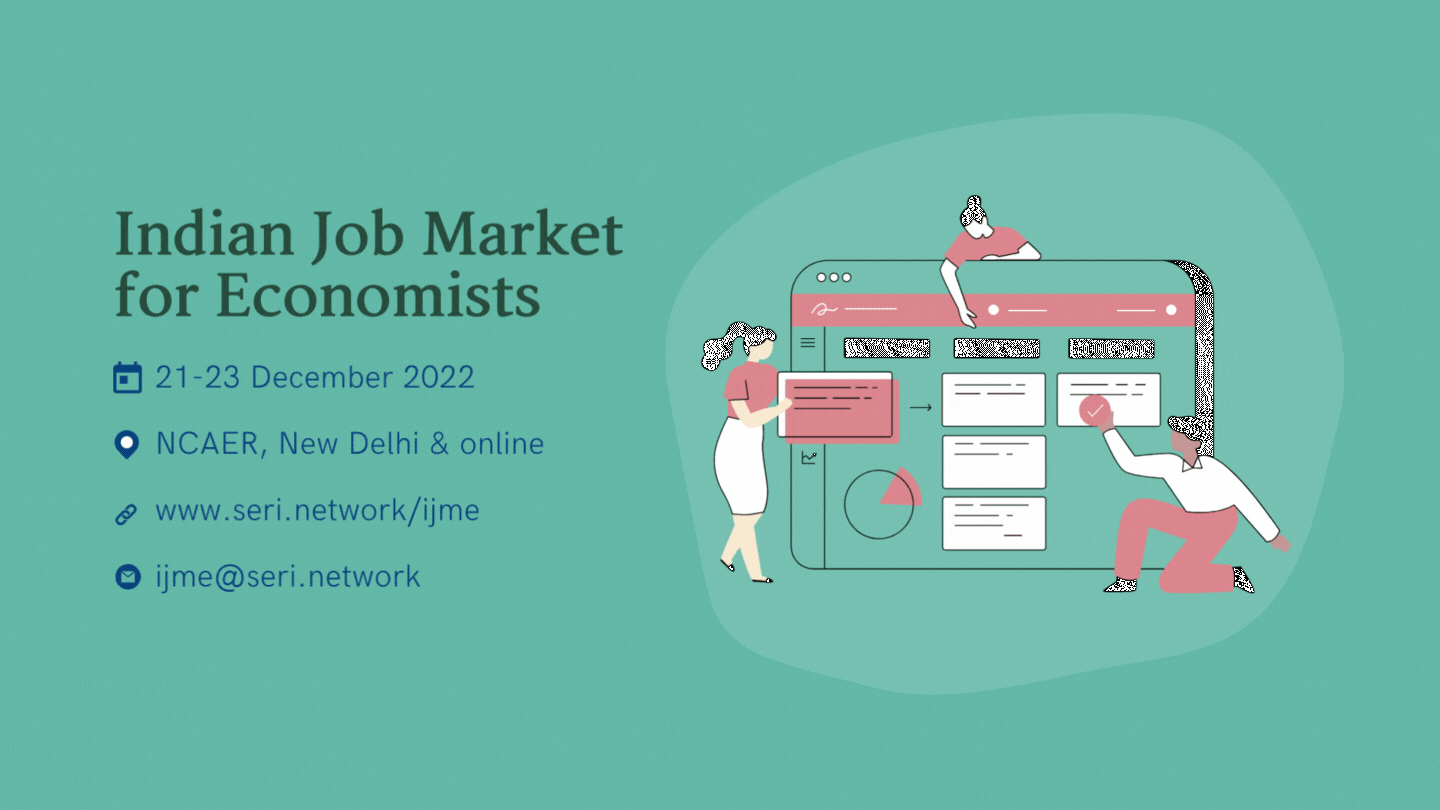 Indian Job Market
for Economists
21-23 December 2022
NCAER, New Delhi & online
www.seri.network/ijme
ijme@seri.network